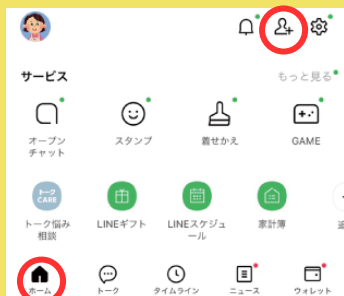 サービス
もっと見る
オープン
チャット
スタンプ
着せかえ
GAME
トーク
CARE
トーク悩み
相談
LINEギフト
LINEスケジュ
ール
家計簿
ホーム
トーク
タイムライン
ニュース
ウォレット